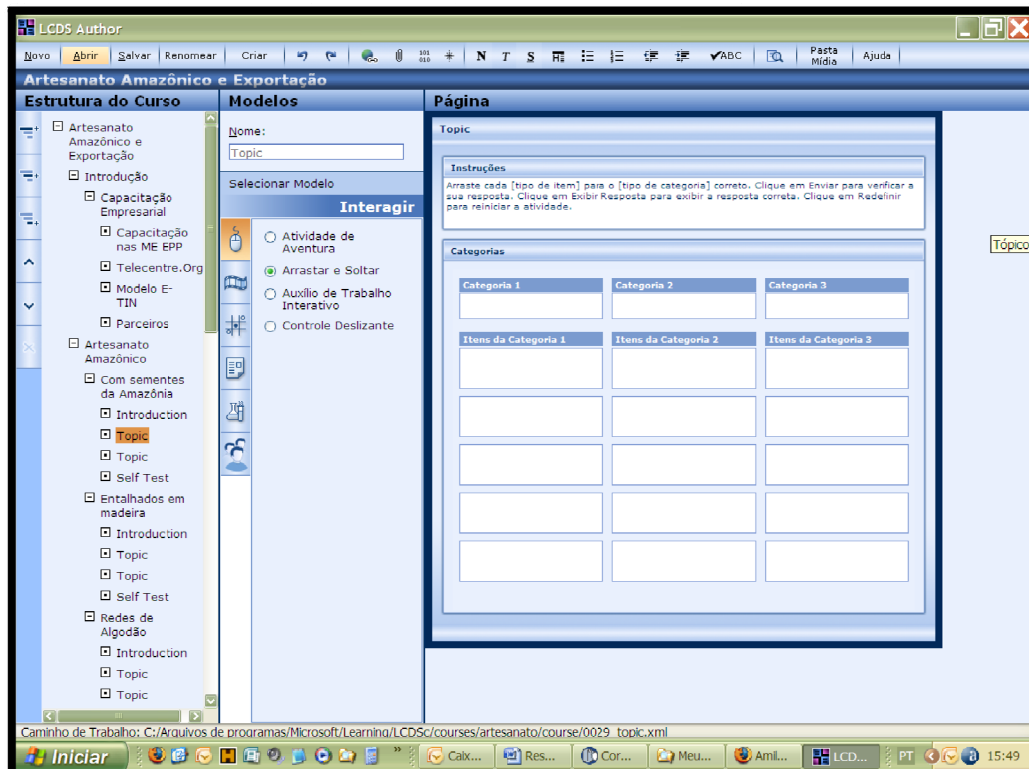 LCDS Author
Novo Abrir Salvar Renomear Criar N T S ABC Pasta Mídia Ajuda
Artesanato Amazônico e Exportação
Estrutura do Curso
Artesanato
Amazônico e
Exportação
Introdução
Capacitação
Empresarial
Capacitação
nas ME EPP
Telecentre.Org
Modelo E-
TIN
Parceiros
Artesanato
Amazônico
Com sementes
da Amazônia
Introduction
Topic
Topic
Self Test
Entalhados em
madeira
Introduction
Topic
Topic
Self Test
Redes de
Algodão
Introduction
Topic
Topic
Modelos
Nome:
Topic
Selecionar Modelo
Interagir
Atividade de
Aventura
Arrastar e Soltar
Auxílio de Trabalho
Interativo
Controle Deslizante
Página
Topic
Instruções
Arraste cada [tipo de item] para o [tipo de categoria] correto. Clique em Enviar para verificar a
sua resposta. Clique em Exibir Resposta para exibir a resposta correta. Clique em Redefinir
para reiniciar a atividade.
Categorias
Categoria 1 Categoria 2 Categoria 3
Itens da Categoria 1 Itens da Categoria 2 Itens da Categoria 3
Tópico
Caminho de Trabalho: C:/Arquivos de programas/Microsoft/Learning/LCDSc/courses/artesanato/course/0029_topic.xml
Iniciar Caix... Res... Cor... Meu... Amil... LCD... PT 15:49